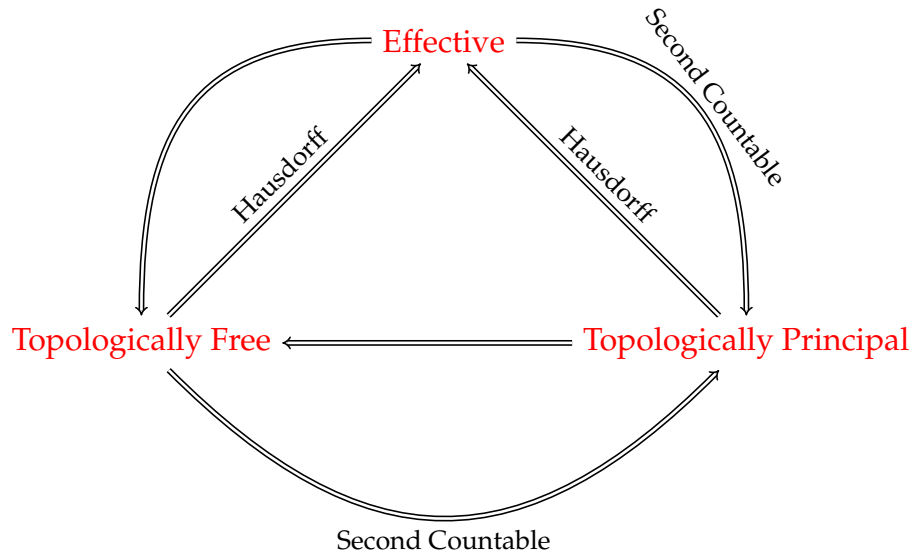 Effective
Second Countable
Hausdorff
Hausdorff
Topologically Free
Topologically Principal
Second Countable